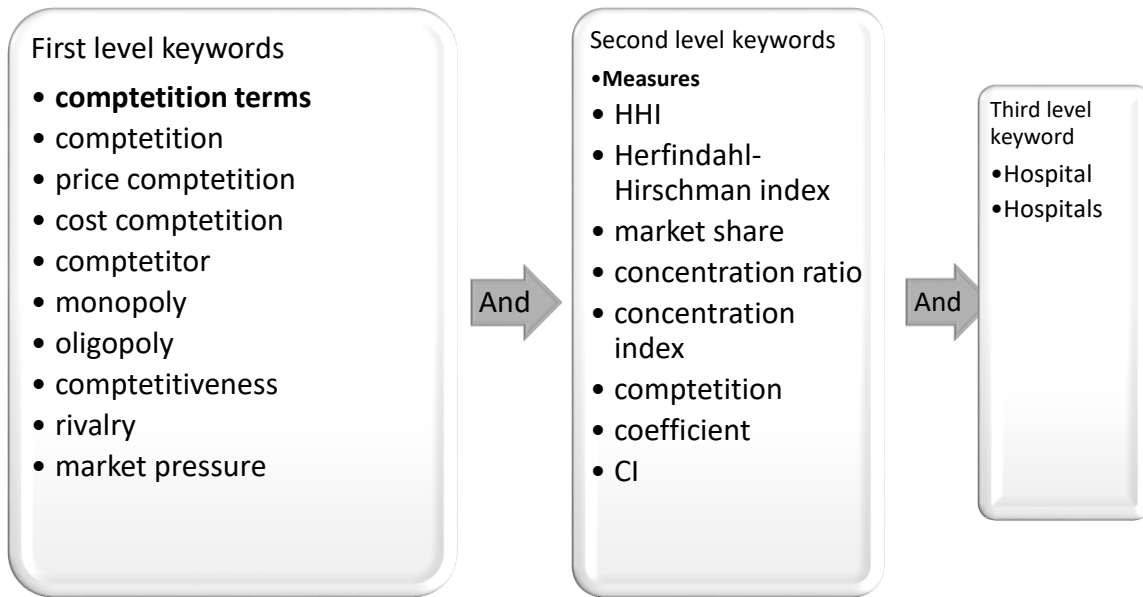 First level keywords
• comptetition terms
• comptetition
• price comptetition
• cost comptetition
• comptetitor
• monopoly
• oligopoly
• comptetitiveness
• rivalry
• market pressure
And
Second level keywords
•Measures
• HHI
• Herfindahl-
Hirschman index
• market share
• concentration ratio
• concentration
index
• comptetition
• coefficient
• CI
And
Third level
keyword
•Hospital
•Hospitals